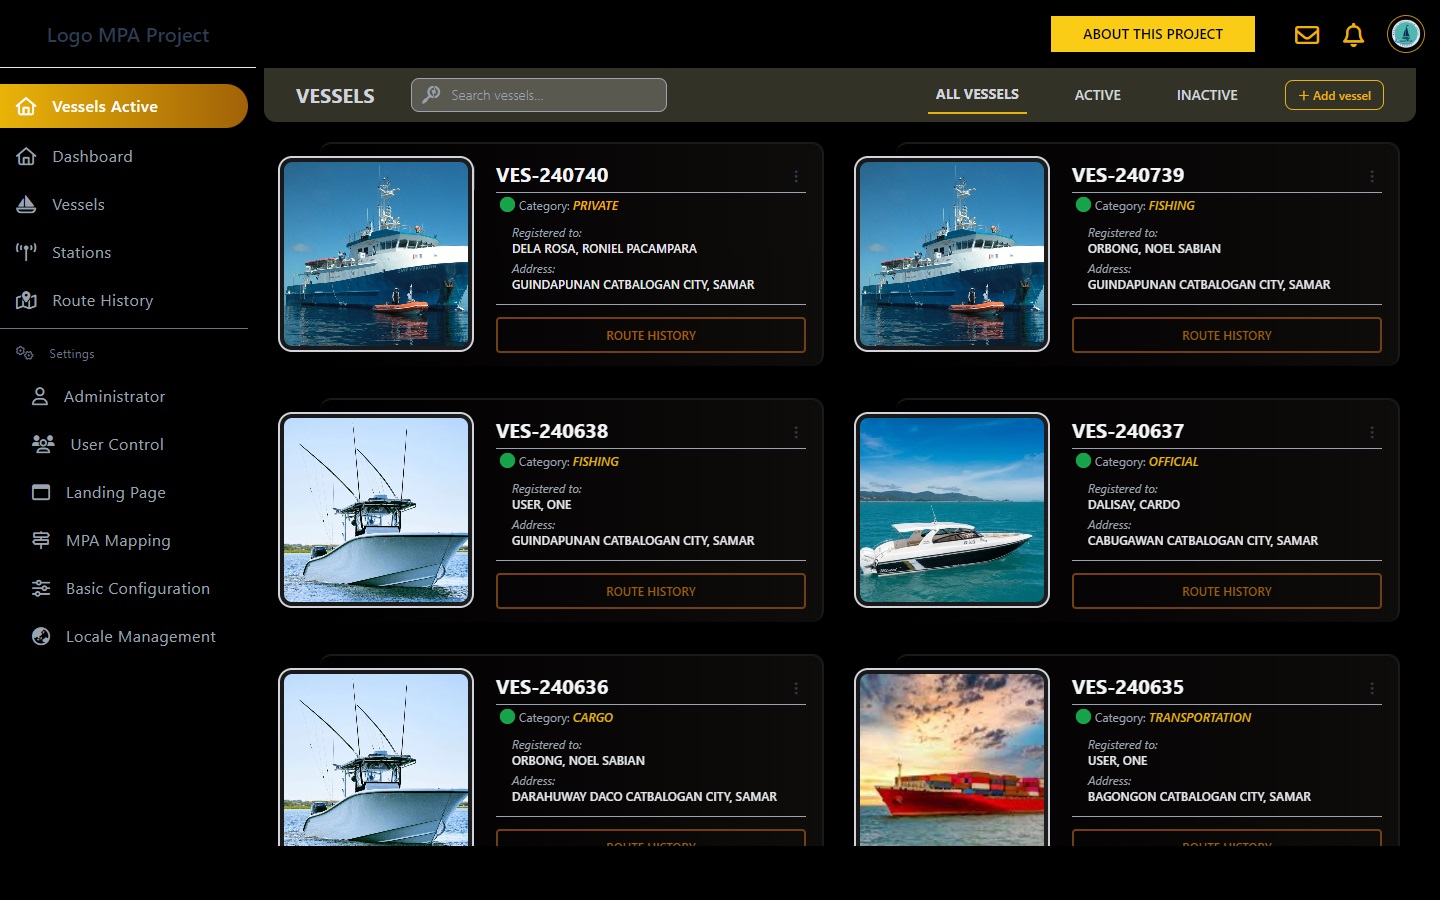 Logo MPA Project
ABOUT THIS PROJECT
Vessels Active
Dashboard
Vessels
Stations
Route History
Settings
Administrator
User Control
Landing Page
MPA Mapping
Basic Configuration
Locale Management
VESSELS
Search vessels...
ALL VESSELS
ACTIVE
INACTIVE
+ Add vessel
VES-240740
Category: PRIVATE
Registered to:
DELA ROSA, RONIEL PACAMPARA
Address:
GUINDAPUNAN CATBALOGAN CITY, SAMAR
ROUTE HISTORY
VES-240739
Category: FISHING
Registered to:
ORBONG, NOEL SABIAN
Address:
GUINDAPUNAN CATBALOGAN CITY, SAMAR
ROUTE HISTORY
VES-240638
Category: FISHING
Registered to:
USER, ONE
Address:
GUINDAPUNAN CATBALOGAN CITY, SAMAR
ROUTE HISTORY
VES-240637
Category: OFFICIAL
Registered to:
DALISAY, CARDO
Address:
CABUGAWAN CATBALOGAN CITY, SAMAR
ROUTE HISTORY
VES-240636
Category: CARGO
Registered to:
ORBONG, NOEL SABIAN
Address:
DARAHUWAY DACO CATBALOGAN CITY, SAMAR
ROUTE HISTORY
VES-240635
Category: TRANSPORTATION
Registered to:
USER, ONE
Address:
BAGONGON CATBALOGAN CITY, SAMAR
ROUTE HISTORY